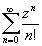 ∑_{n=0}^{∞} z^n / n!